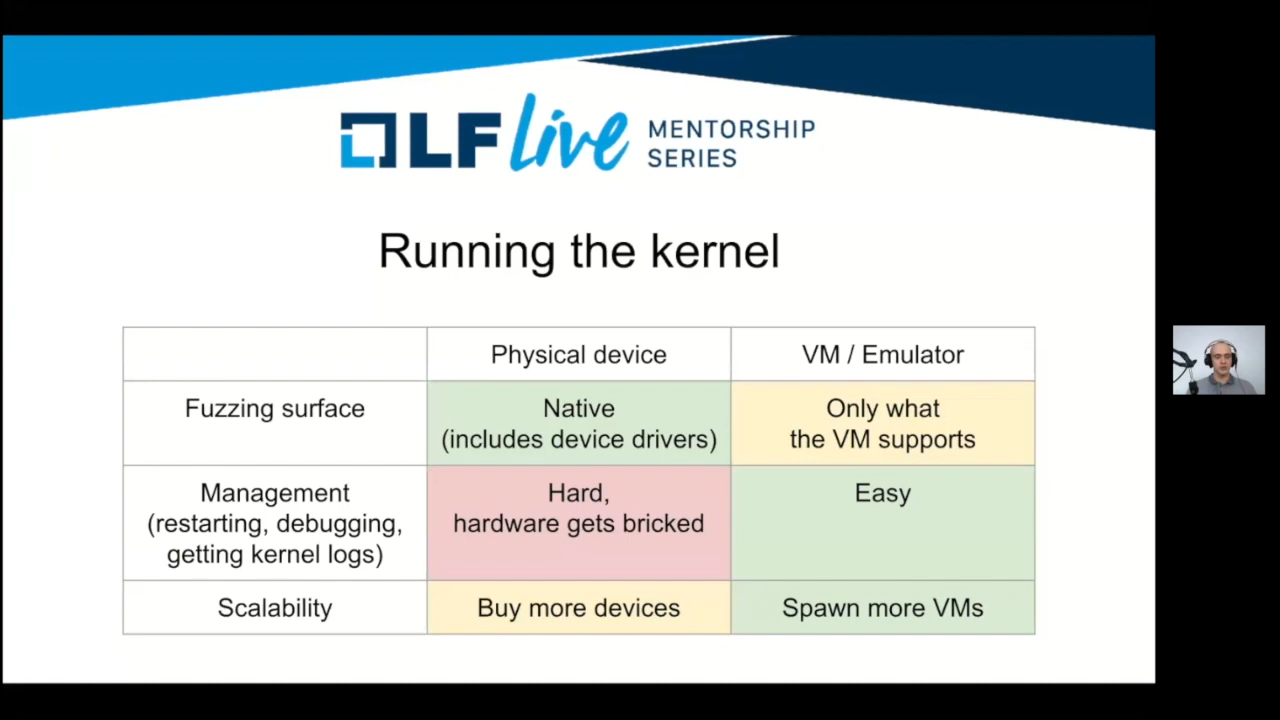 LF Live MENTORSHIP
SERIES
Running the kernel
Physical device
VM / Emulator
Fuzzing surface
Native
(includes device drivers)
Only what
the VM supports
Management
(restarting, debugging,
getting kernel logs)
Hard,
hardware gets bricked
Easy
Scalability
Buy more devices
Spawn more VMs